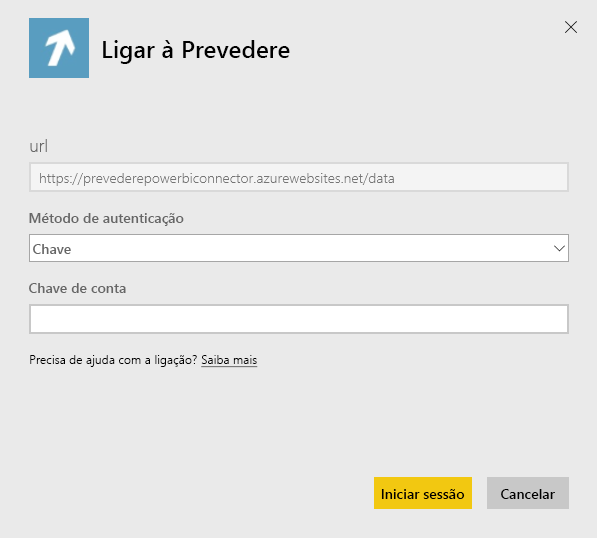 Ligar à Prevedere
url
https://prevederepowerbiconnector.azurewebsites.net/data
Método de autenticação
Chave
Chave de conta
Precisa de ajuda com a ligação? Saiba mais
Iniciar sessão
Cancelar